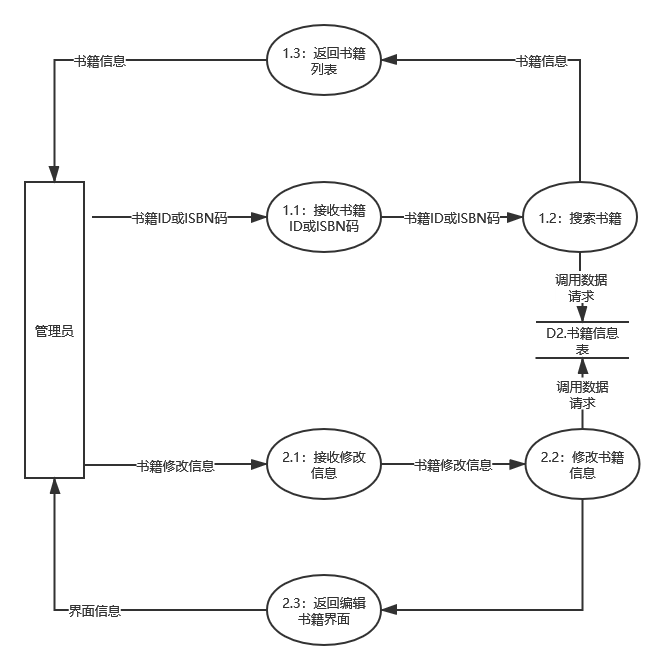 1.3：返回书籍
列表
书籍信息
书籍信息
书籍ID或ISBN码
1.1：接收书籍
ID或ISBN码
书籍ID或ISBN码
1.2：搜索书籍
调用数据
请求
管理员
D2.书籍信息
表
调用数据
请求
书籍修改信息
2.1：接收修改
信息
书籍修改信息
2.2：修改书籍
信息
界面信息
2.3：返回编辑
书籍界面